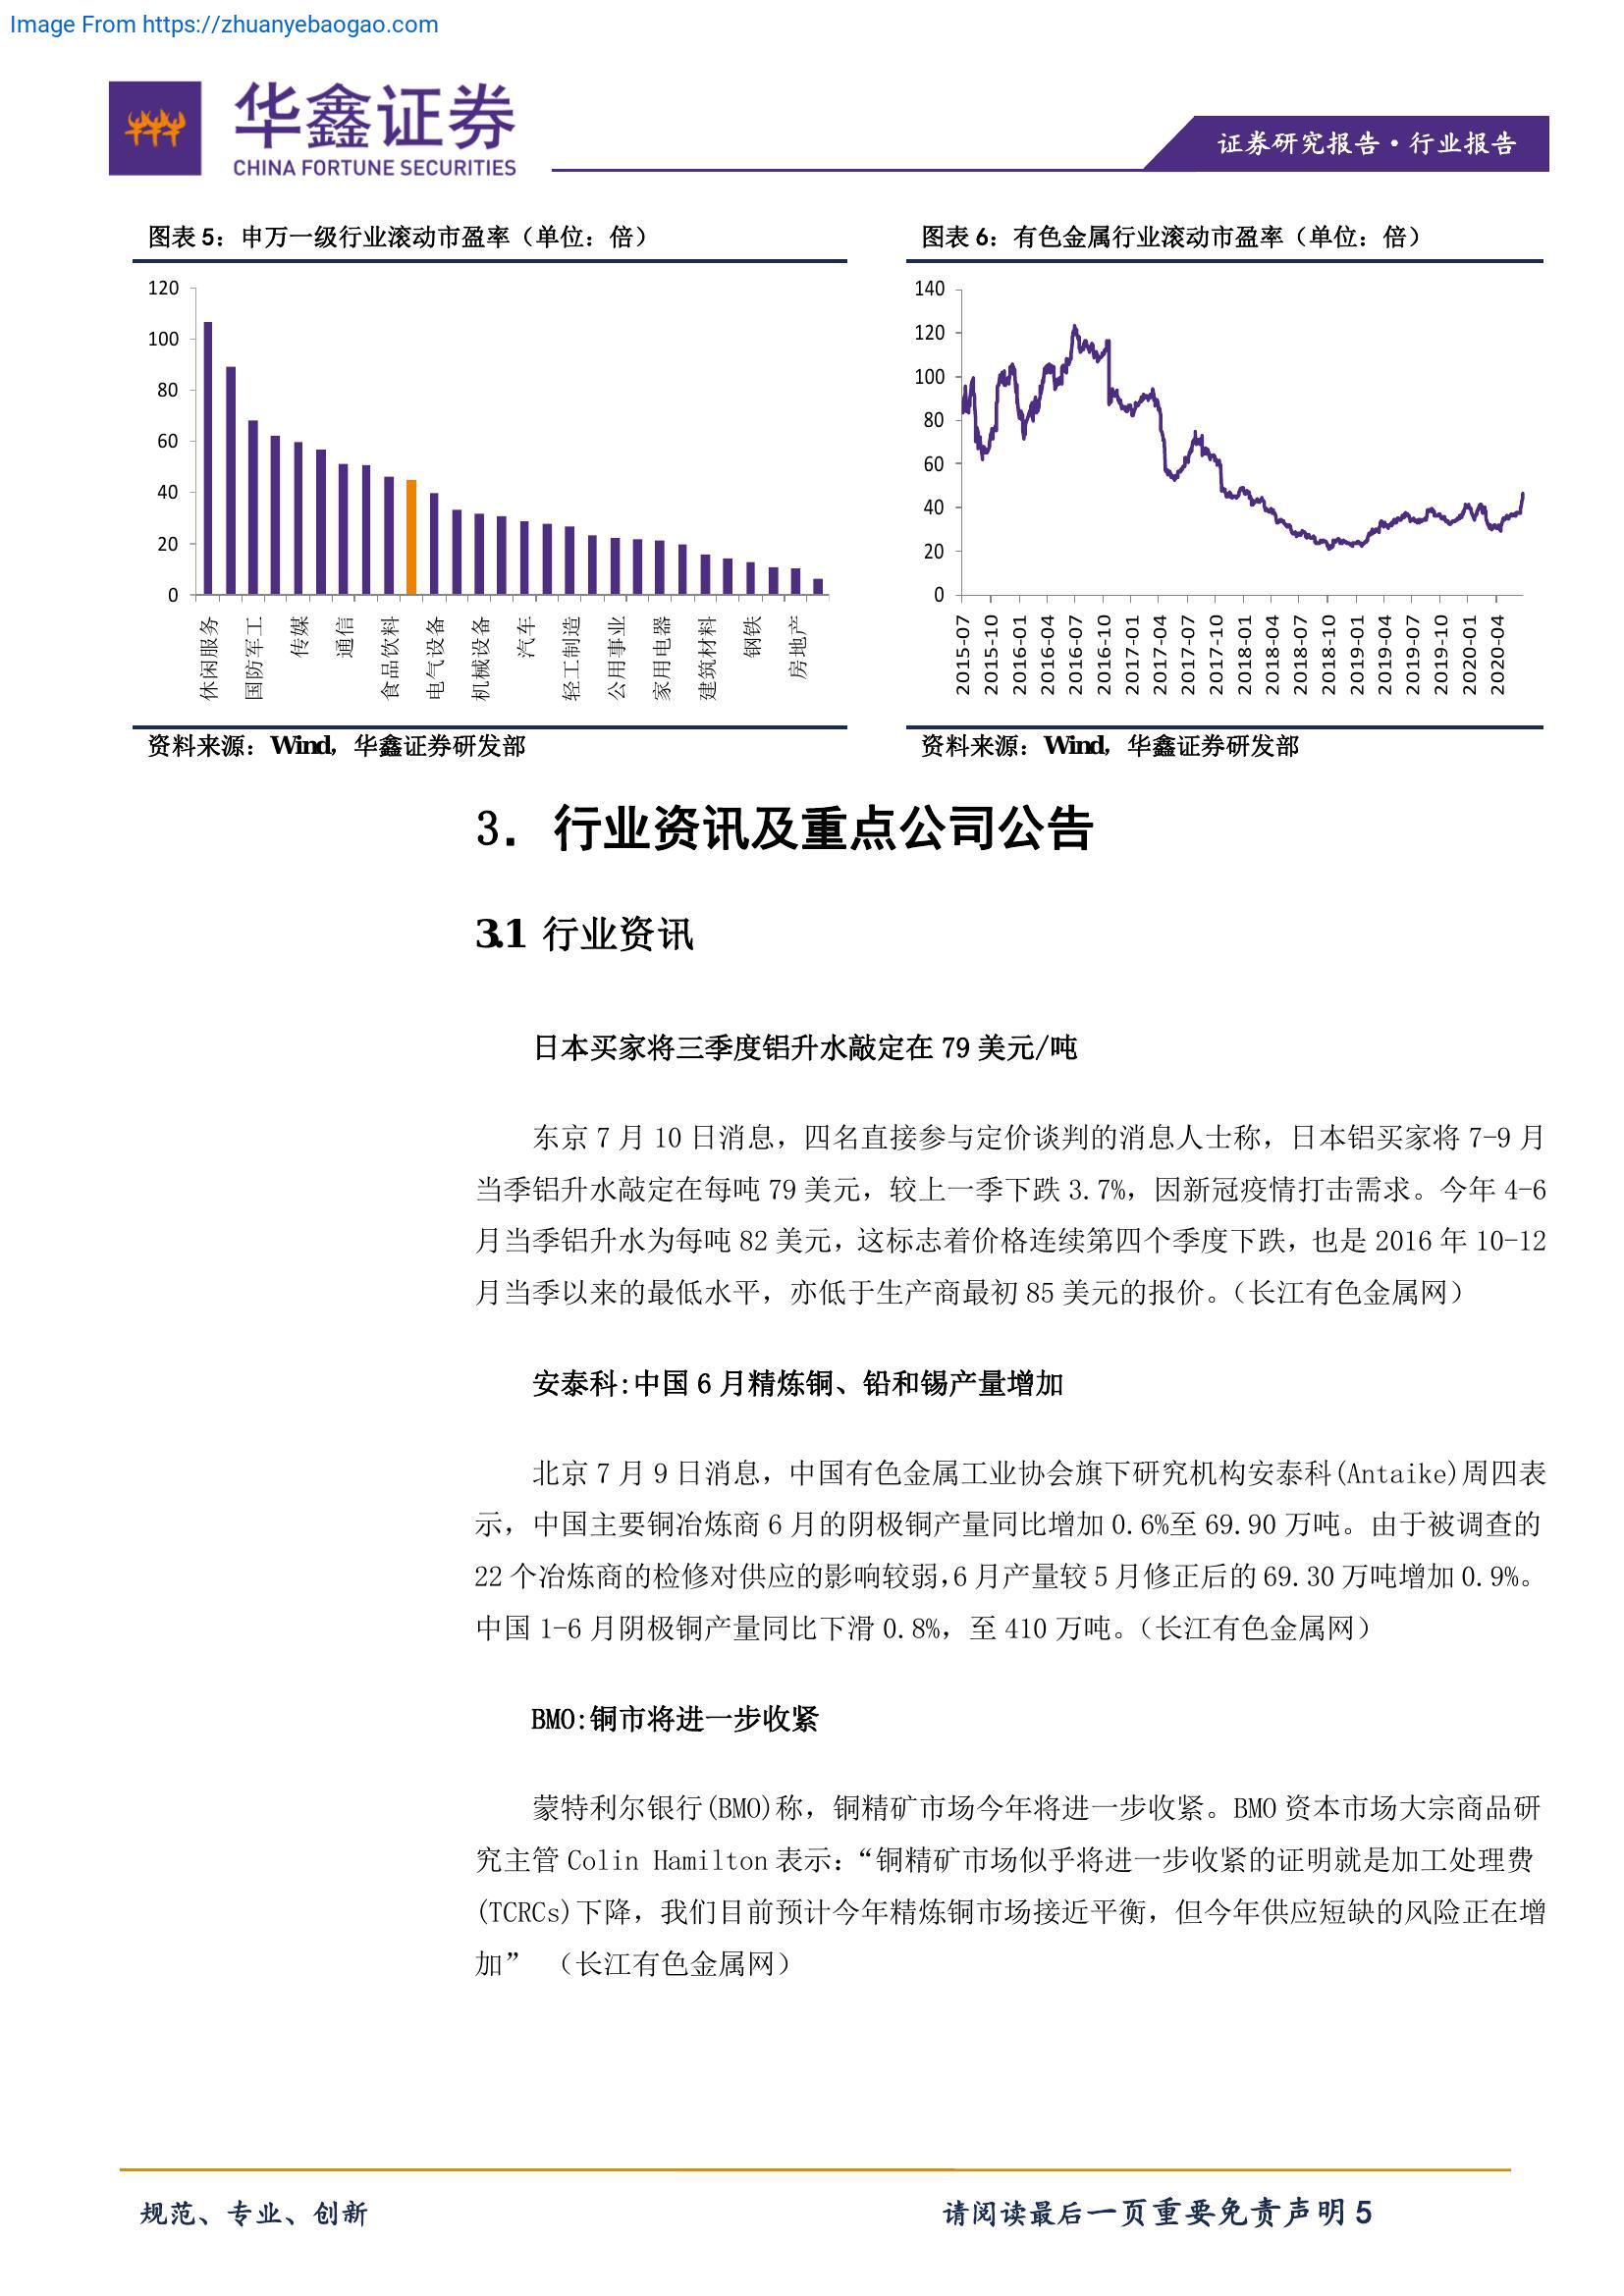 Image From https://zhuanyebaogao.com
华鑫证券
CHINA FORTUNE SECURITIES
证券研究报告·行业报告
图表 5：申万一级行业滚动市盈率（单位：倍）
120
100
80
60
40
20
0
休闲服务
国防军工
传媒
通信
食品饮料
电气设备
机械设备
汽车
轻工制造
公用事业
家用电器
建筑材料
钢铁
房地产
资料来源：Wind，华鑫证券研发部
图表 6：有色金属行业滚动市盈率（单位：倍）
140
120
100
80
60
40
20
0
2015-07
2015-10
2016-01
2016-04
2016-07
2016-10
2017-01
2017-04
2017-07
2017-10
2018-01
2018-04
2018-07
2018-10
2019-01
2019-04
2019-07
2019-10
2020-01
2020-04
资料来源：Wind，华鑫证券研发部
3. 行业资讯及重点公司公告
3.1 行业资讯
日本买家将三季度铝升水敲定在 79 美元/吨
东京 7 月 10 日消息，四名直接参与定价谈判的消息人士称，日本铝买家将 7-9 月
当季铝升水敲定在每吨 79 美元，较上一季下跌 3.7%，因新冠疫情打击需求。今年 4-6
月当季铝升水为每吨 82 美元，这标志着价格连续第四个季度下跌，也是 2016 年 10-12
月当季以来的最低水平，亦低于生产商最初 85 美元的报价。（长江有色金属网）
安泰科:中国 6 月精炼铜、铅和锡产量增加
北京 7 月 9 日消息，中国有色金属工业协会旗下研究机构安泰科(Antaike)周四表
示，中国主要铜冶炼商 6 月的阴极铜产量同比增加 0.6%至 69.90 万吨。由于被调查的
22 个冶炼商的检修对供应的影响较弱，6 月产量较 5 月修正后的 69.30 万吨增加 0.9%。
中国 1-6 月阴极铜产量同比下滑 0.8%，至 410 万吨。（长江有色金属网）
BMO:铜市将进一步收紧
蒙特利尔银行(BMO)称，铜精矿市场今年将进一步收紧。BMO 资本市场大宗商品研
究主管 Colin Hamilton 表示：“铜精矿市场似乎将进一步收紧的证明就是加工处理费
(TCRCs)下降，我们目前预计今年精炼铜市场接近平衡，但今年供应短缺的风险正在增
加” （长江有色金属网）
规范、专业、创新
请阅读最后一页重要免责声明 5